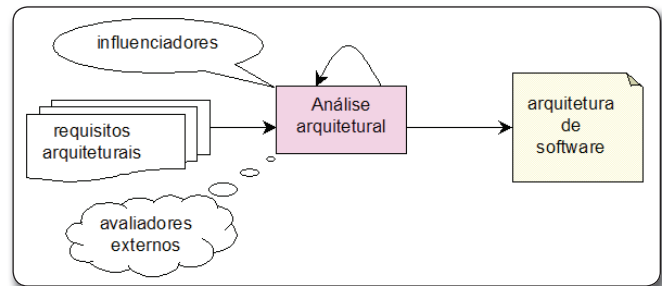 influenciadores
Análise
arquitetural
arquitetura
de
software
requisitos
arquiteturais
avaliadores
externos